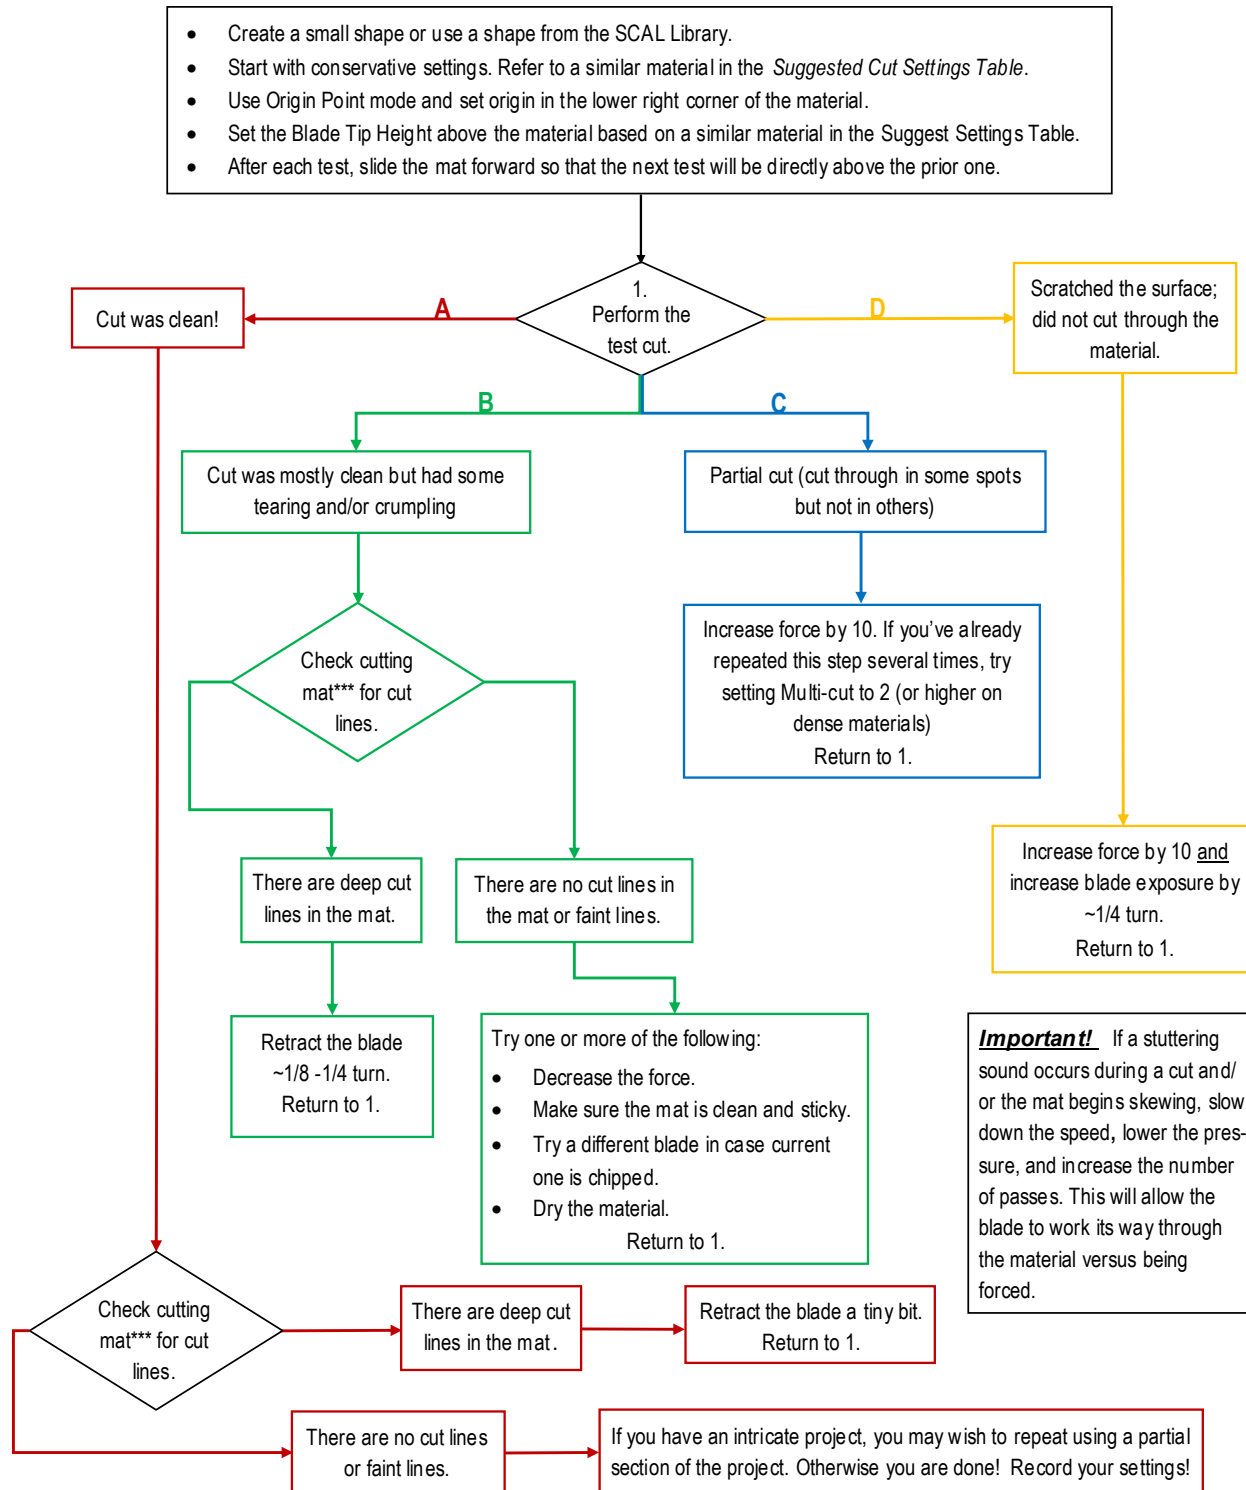 • Create a small shape or use a shape from the SCAL Library.
• Start with conservative settings. Refer to a similar material in the Suggested Cut Settings Table.
• Use Origin Point mode and set origin in the lower right corner of the material.
• Set the Blade Tip Height above the material based on a similar material in the Suggest Settings Table.
• After each test, slide the mat forward so that the next test will be directly above the prior one.
1.
Perform the
test cut.
A
Cut was clean!
D
Scratched the surface;
did not cut through the
material.
B
C
Cut was mostly clean but had some
tearing and/or crumpling
Partial cut (cut through in some spots
but not in others)
Check cutting
mat*** for cut
lines.
Increase force by 10. If you've already
repeated this step several times, try
setting Multi-cut to 2 (or higher on
dense materials)
Return to 1.
There are deep cut
lines in the mat.
There are no cut lines in
the mat or faint lines.
Increase force by 10 and
increase blade exposure by
~1/4 turn.
Return to 1.
Retract the blade
~1/8 -1/4 turn.
Return to 1.
Try one or more of the following:
• Decrease the force.
• Make sure the mat is clean and sticky.
• Try a different blade in case current
one is chipped.
• Dry the material.
Return to 1.
Important! If a stuttering
sound occurs during a cut and/
or the mat begins skewing, slow
down the speed, lower the pres-
sure, and increase the number
of passes. This will allow the
blade to work its way through
the material versus being
forced.
Check cutting
mat*** for cut
lines.
There are deep cut
lines in the mat.
Retract the blade a tiny bit.
Return to 1.
There are no cut lines
or faint lines.
If you have an intricate project, you may wish to repeat using a partial
section of the project. Otherwise you are done! Record your settings!